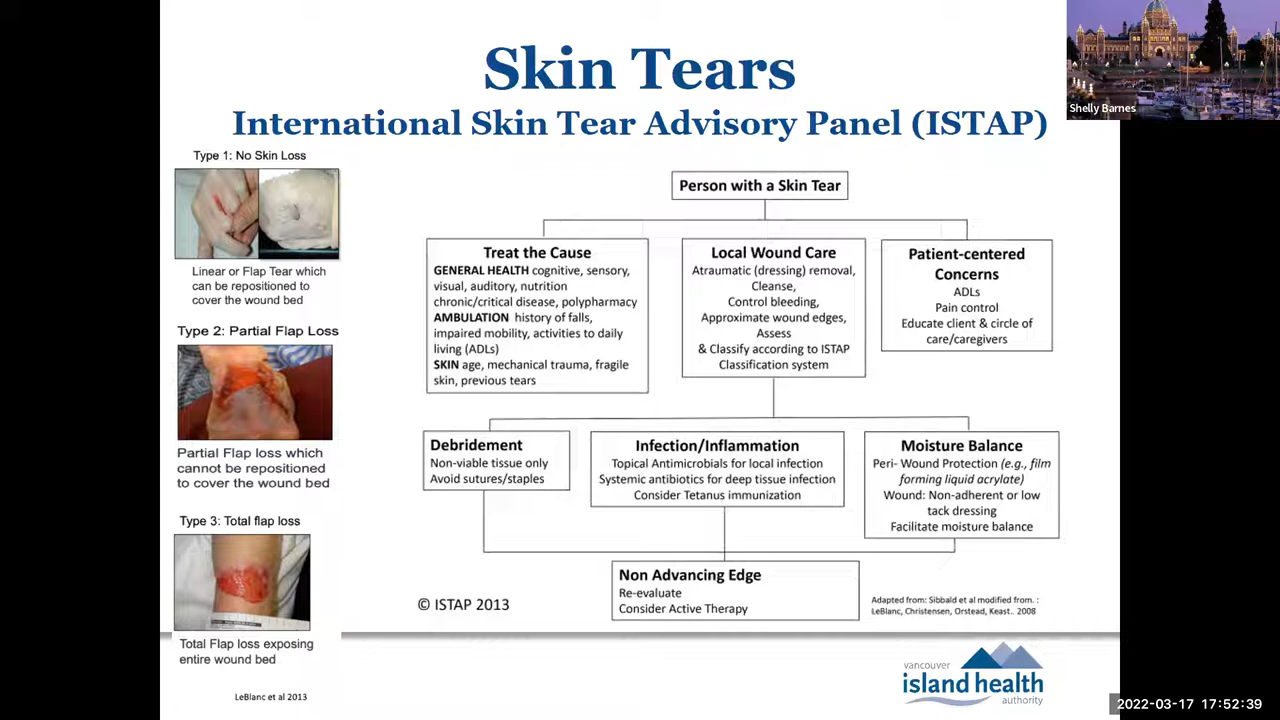 Skin Tears
International Skin Tear Advisory Panel (ISTAP)
Shelly Barnes
Type 1: No Skin Loss
Linear or Flap Tear which
can be repositioned to
cover the wound bed
Type 2: Partial Flap Loss
Partial Flap loss which
cannot be repositioned
to cover the wound bed
Type 3: Total flap loss
Total Flap loss exposing
entire wound bed
LeBlanc et al 2013
Person with a Skin Tear
Treat the Cause
GENERAL HEALTH cognitive, sensory,
visual, auditory, nutrition
chronic/critical disease, polypharmacy
AMBULATION history of falls,
impaired mobility, activities to daily
living (ADLs)
SKIN age, mechanical trauma, fragile
skin, previous tears
Local Wound Care
Atraumatic (dressing) removal,
Cleanse,
Control bleeding,
Approximate wound edges,
Assess
& Classify according to ISTAP
Classification system
Patient-centered
Concerns
ADLs
Pain control
Educate client & circle of
care/caregivers
Debridement
Non-viable tissue only
Avoid sutures/staples
Infection/Inflammation
Topical Antimicrobials for local infection
Systemic antibiotics for deep tissue infection
Consider Tetanus immunization
Moisture Balance
Peri- Wound Protection (e.g., film
forming liquid acrylate)
Wound: Non-adherent or low
tack dressing
Facilitate moisture balance
Non Advancing Edge
Re-evaluate
Consider Active Therapy
© ISTAP 2013
Adapted from: Sibbald et al modified from. :
LeBlanc, Christensen, Orstead, Keast.. 2008
vancouver
island health
authority
2022-03-17 17:52:39